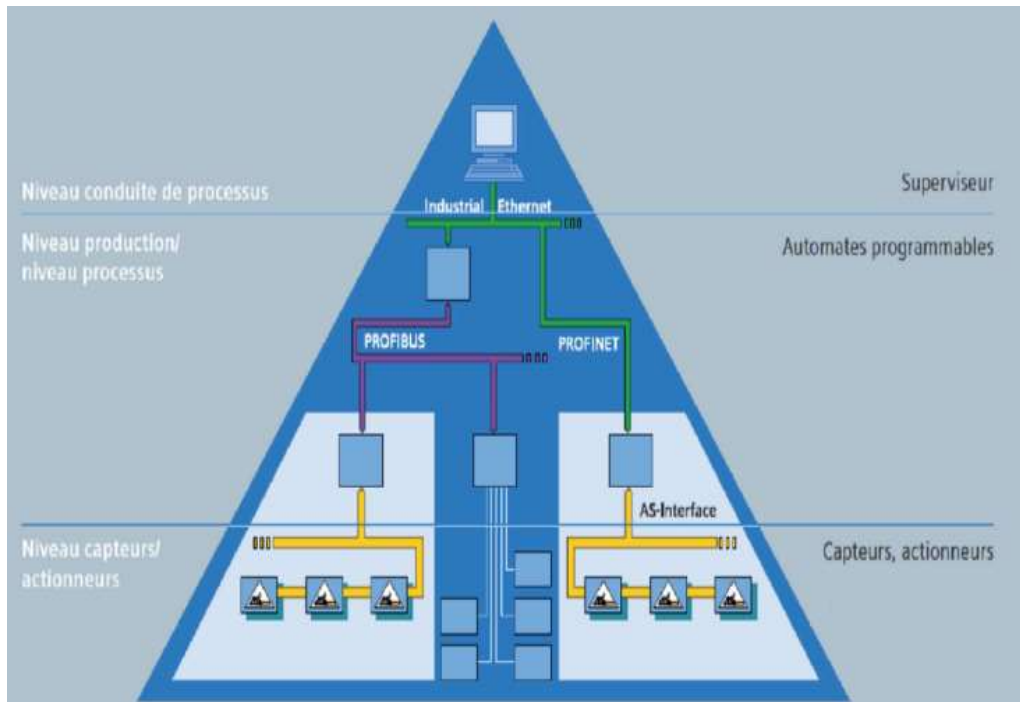 Niveau conduite de processus
Superviseur
Industrial Ethernet
Niveau production/
niveau processus
Automates programmables
PROFIBUS
PROFINET
AS-Interface
Niveau capteurs/
actionneurs
Capteurs, actionneurs